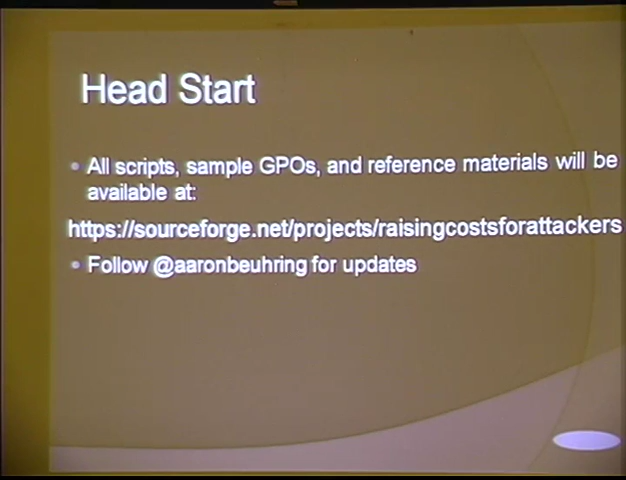 Head Start
• All scripts, sample GPOs, and reference materials will be
available at:
https://sourceforge.net/projects/raisingcostsforattackers
• Follow @aaronbeuhring for updates